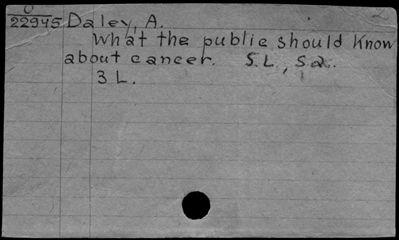 22945 Daley, A.
What the public should know
about cancer. S.L., Sa.
3 L.